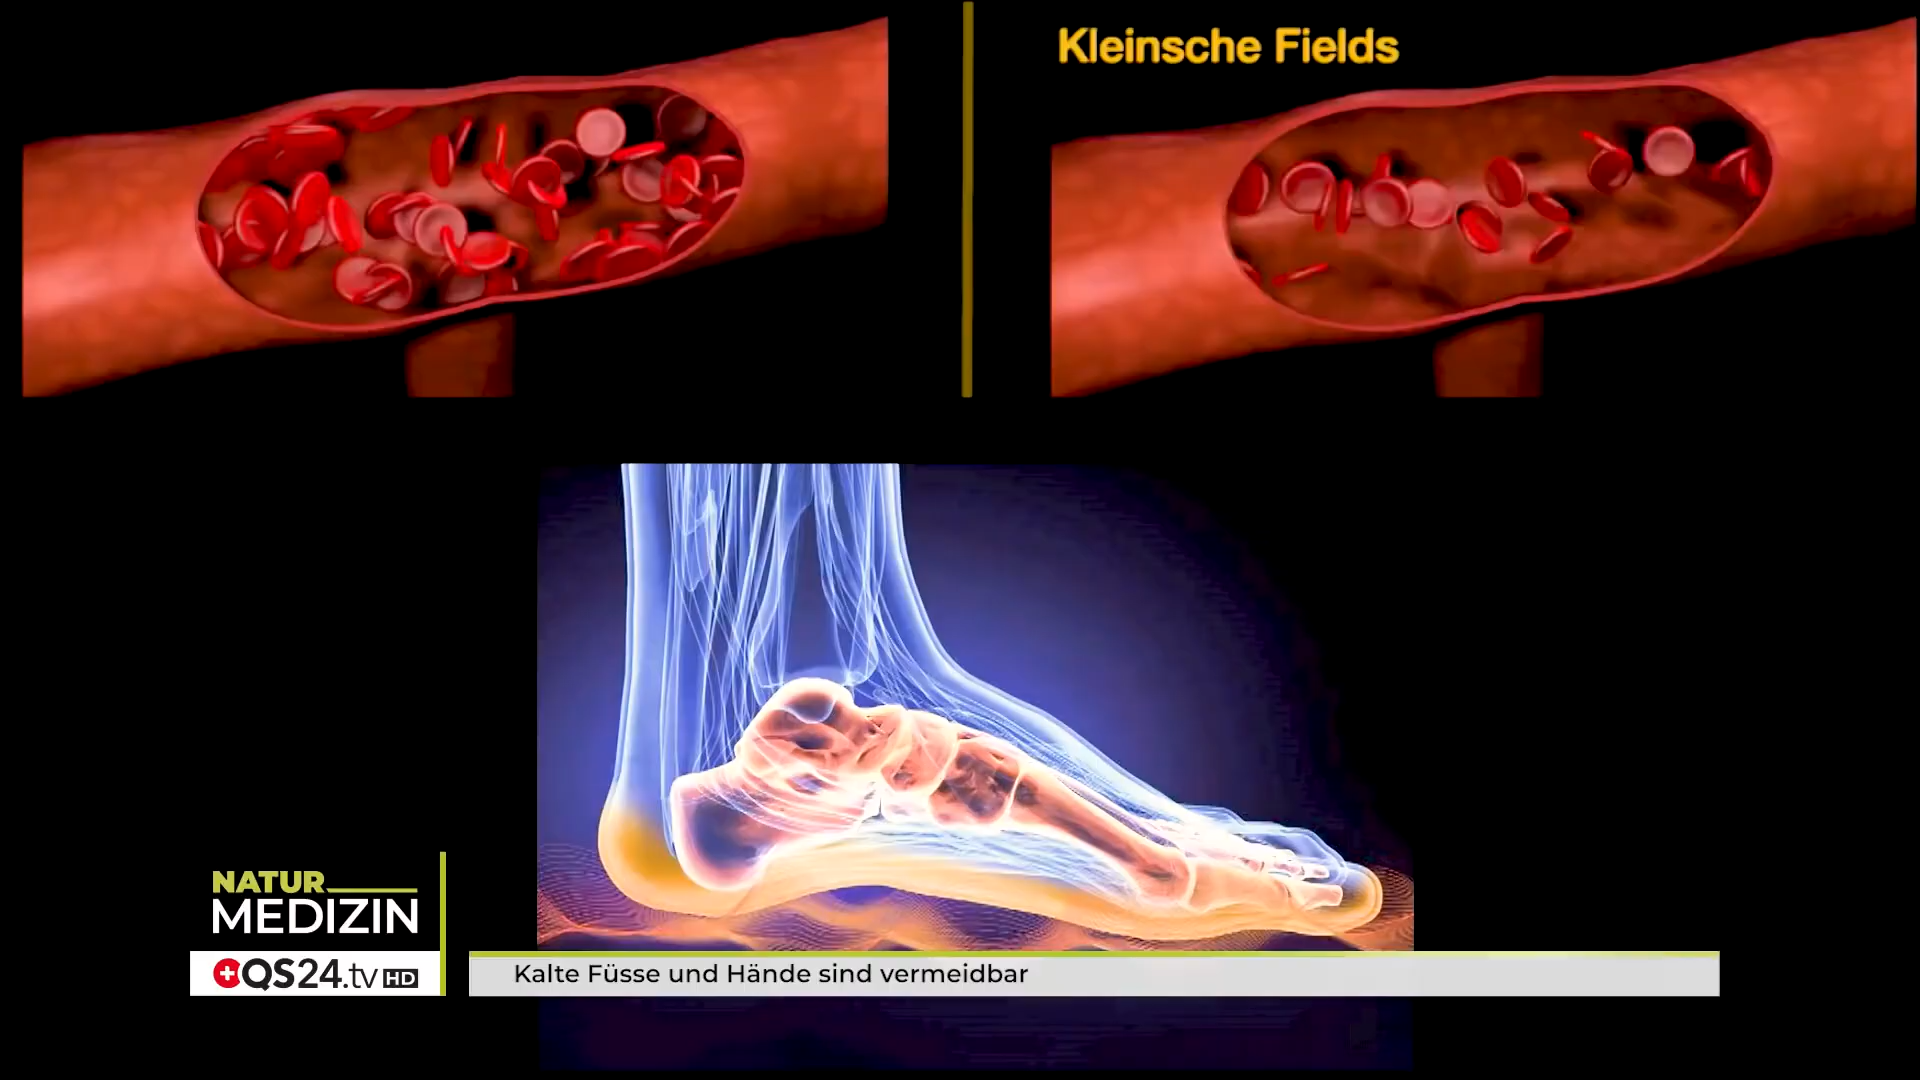 Kleinsche Fields
NATUR
MEDIZIN
QS24.tv HD
Kalte Füsse und Hände sind vermeidbar